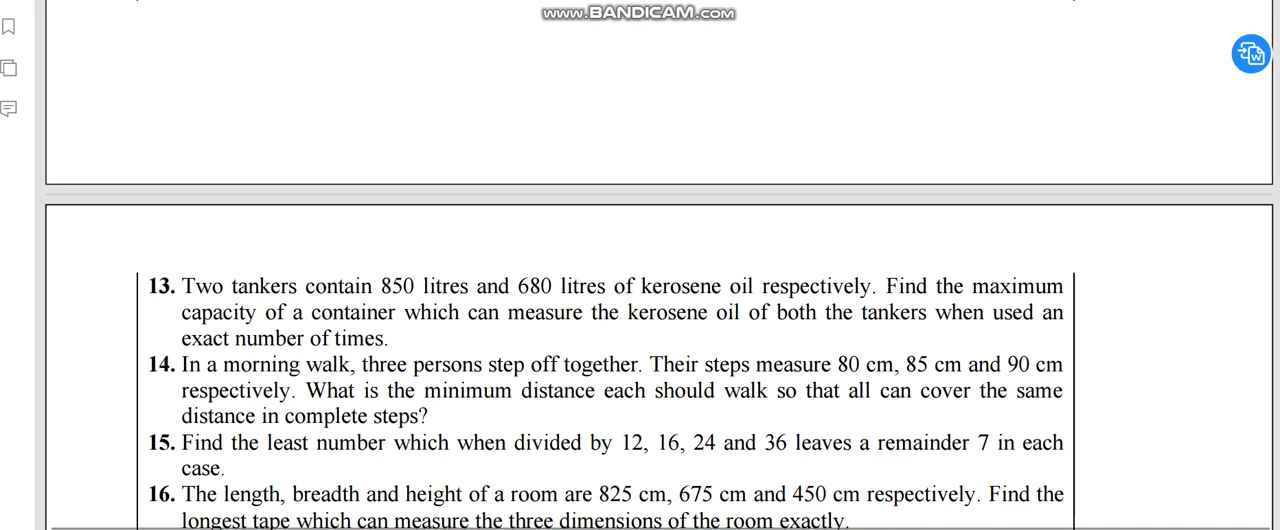 www.BANDICAM.com
13. Two tankers contain 850 litres and 680 litres of kerosene oil respectively. Find the maximum
capacity of a container which can measure the kerosene oil of both the tankers when used an
exact number of times.
14. In a morning walk, three persons step off together. Their steps measure 80 cm, 85 cm and 90 cm
respectively. What is the minimum distance each should walk so that all can cover the same
distance in complete steps?
15. Find the least number which when divided by 12, 16, 24 and 36 leaves a remainder 7 in each
case.
16. The length, breadth and height of a room are 825 cm, 675 cm and 450 cm respectively. Find the
longest tape which can measure the three dimensions of the room exactly.